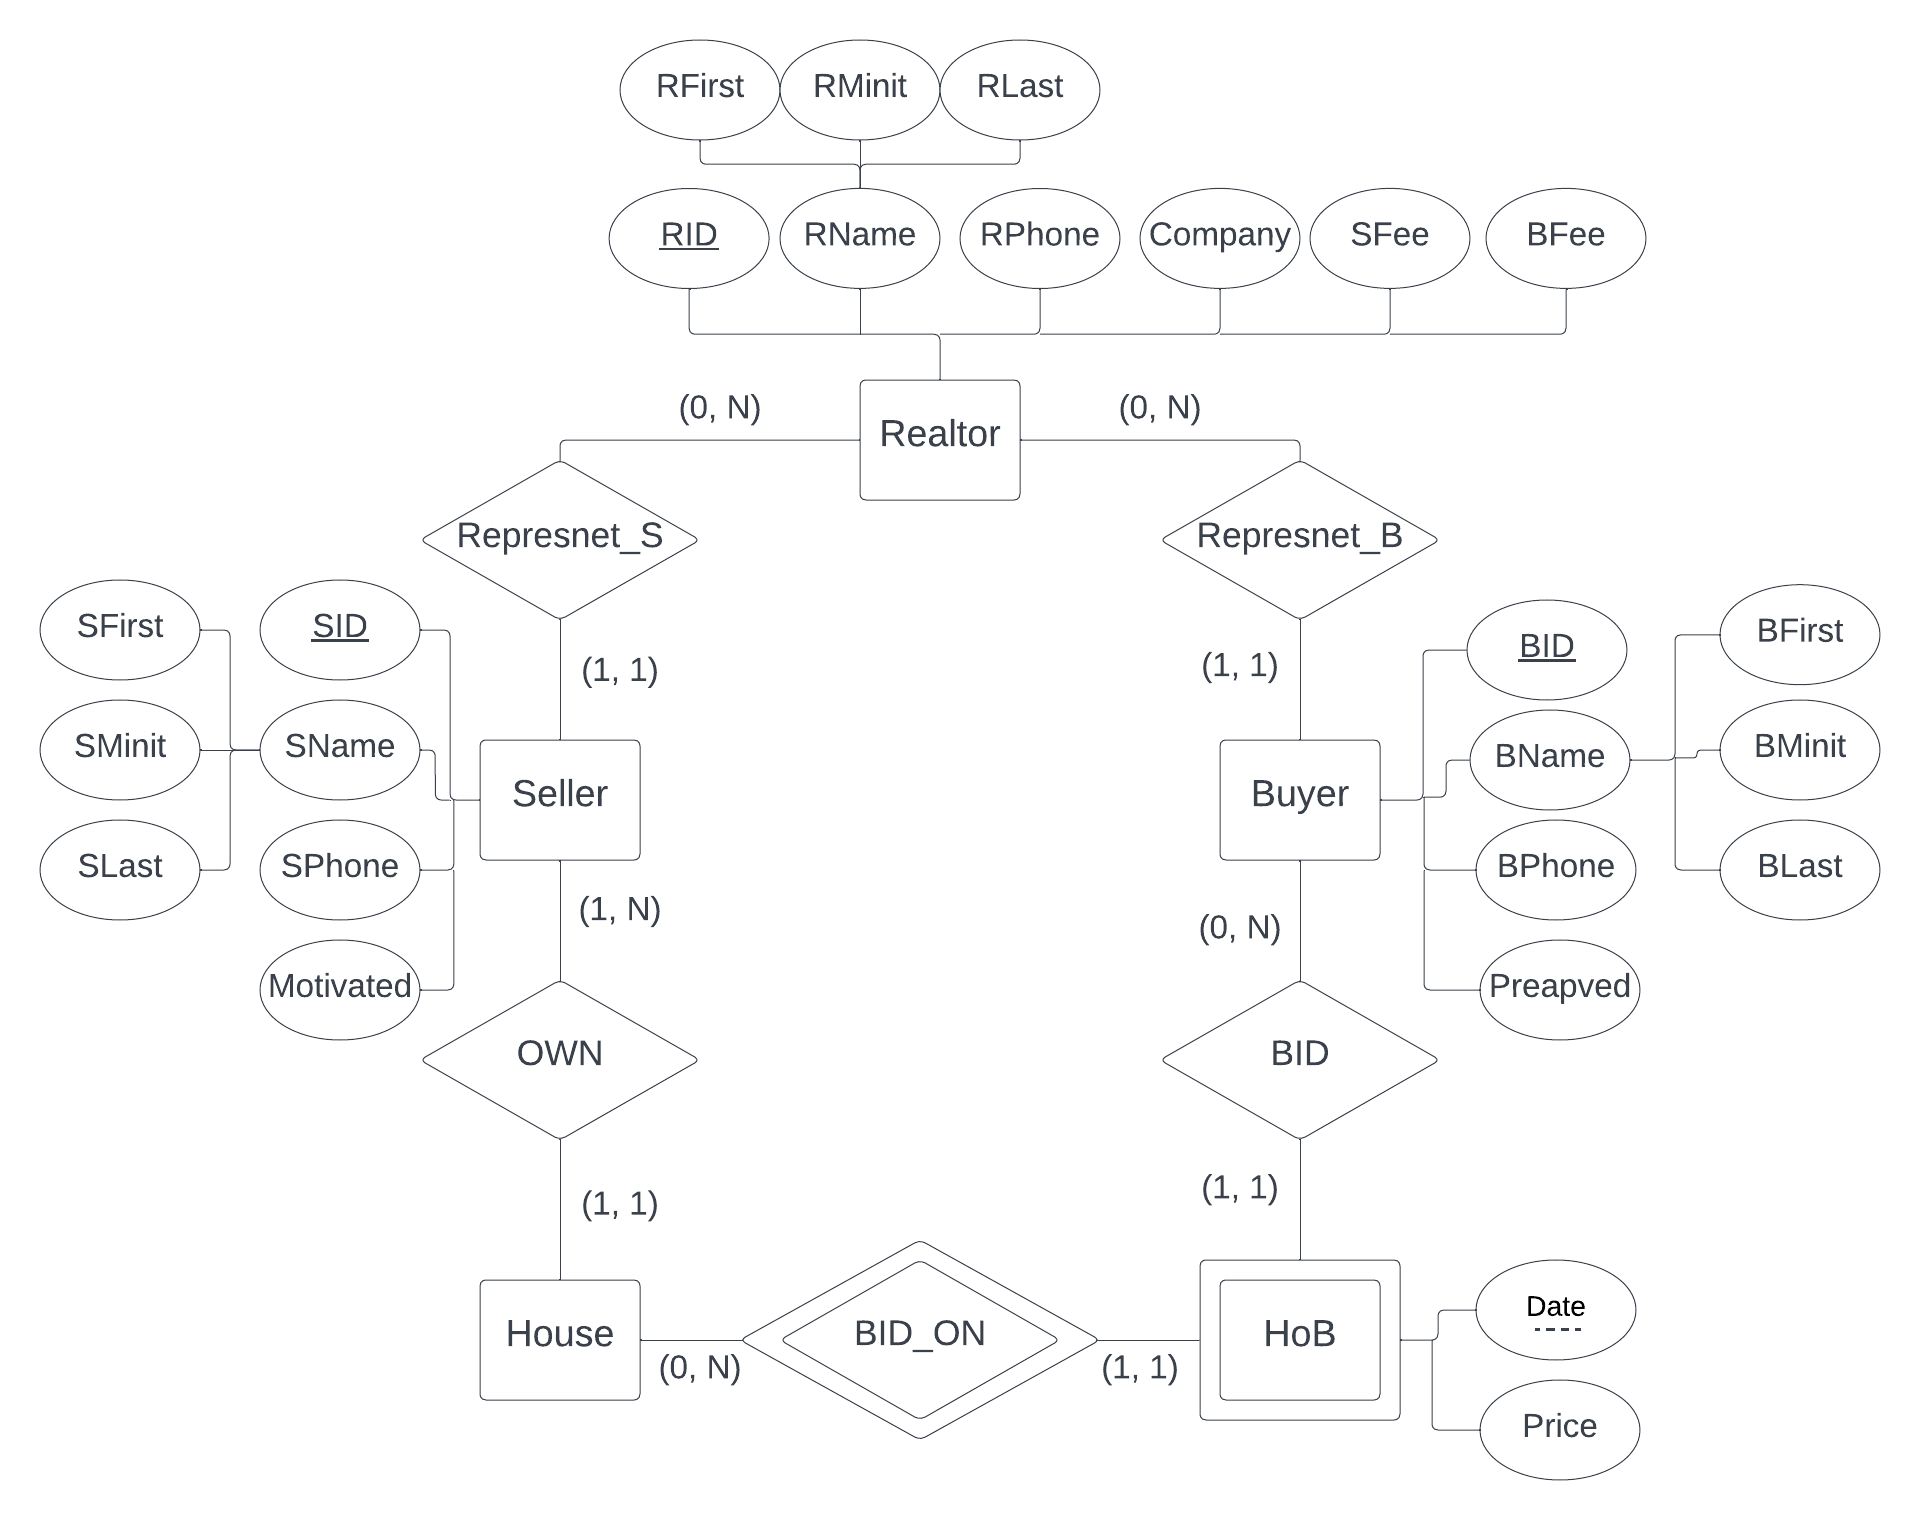 RFirst
RMinit
RLast
RID
RName
RPhone
Company
SFee
BFee
(0, N)
Realtor
(0, N)
Represnet_S
Represnet_B
SFirst
SID
(1, 1)
(1, 1)
BID
BFirst
SMinit
SName
Seller
Buyer
BName
BMinit
SLast
SPhone
(1, N)
(0, N)
BPhone
BLast
Motivated
Preapved
OWN
BID
(1, 1)
(1, 1)
House
(0, N)
BID_ON
(1, 1)
HoB
Date
Price